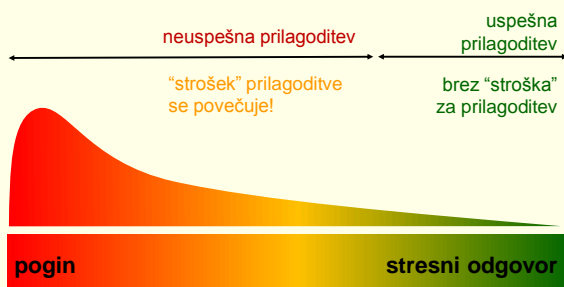 neuspešna prilagoditev
uspešna
prilagoditev
“strošek” prilagoditve
se povečuje!
brez “stroška”
za prilagoditev
pogin
stresni odgovor